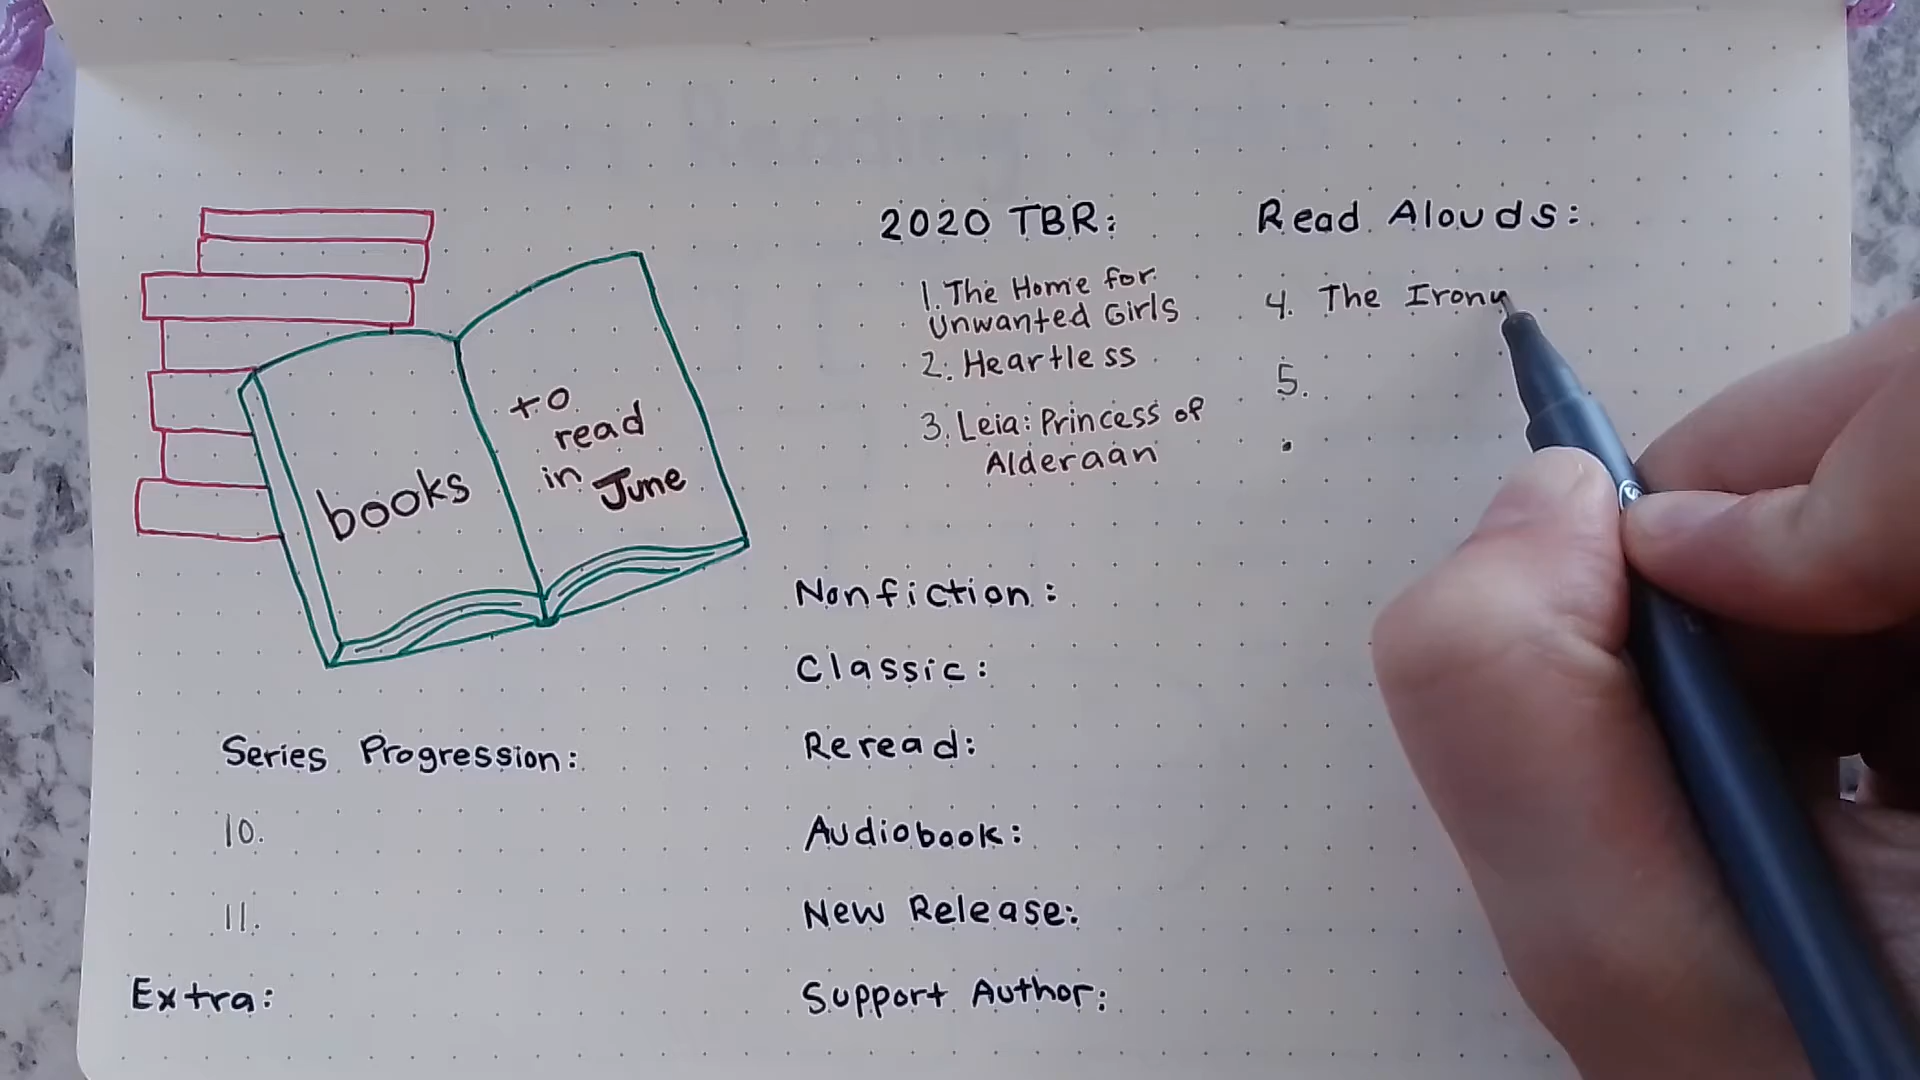 books
to
read
in June
2020 TBR:
1. The Home for
Unwanted Girls
2. Heartless
3. Leia: Princess of
Alderaan
Read Alouds:
4. The Irony
5.
Nonfiction:
Classic:
Reread:
Audiobook:
New Release:
Support Author:
Series Progression:
10.
11.
Extra: